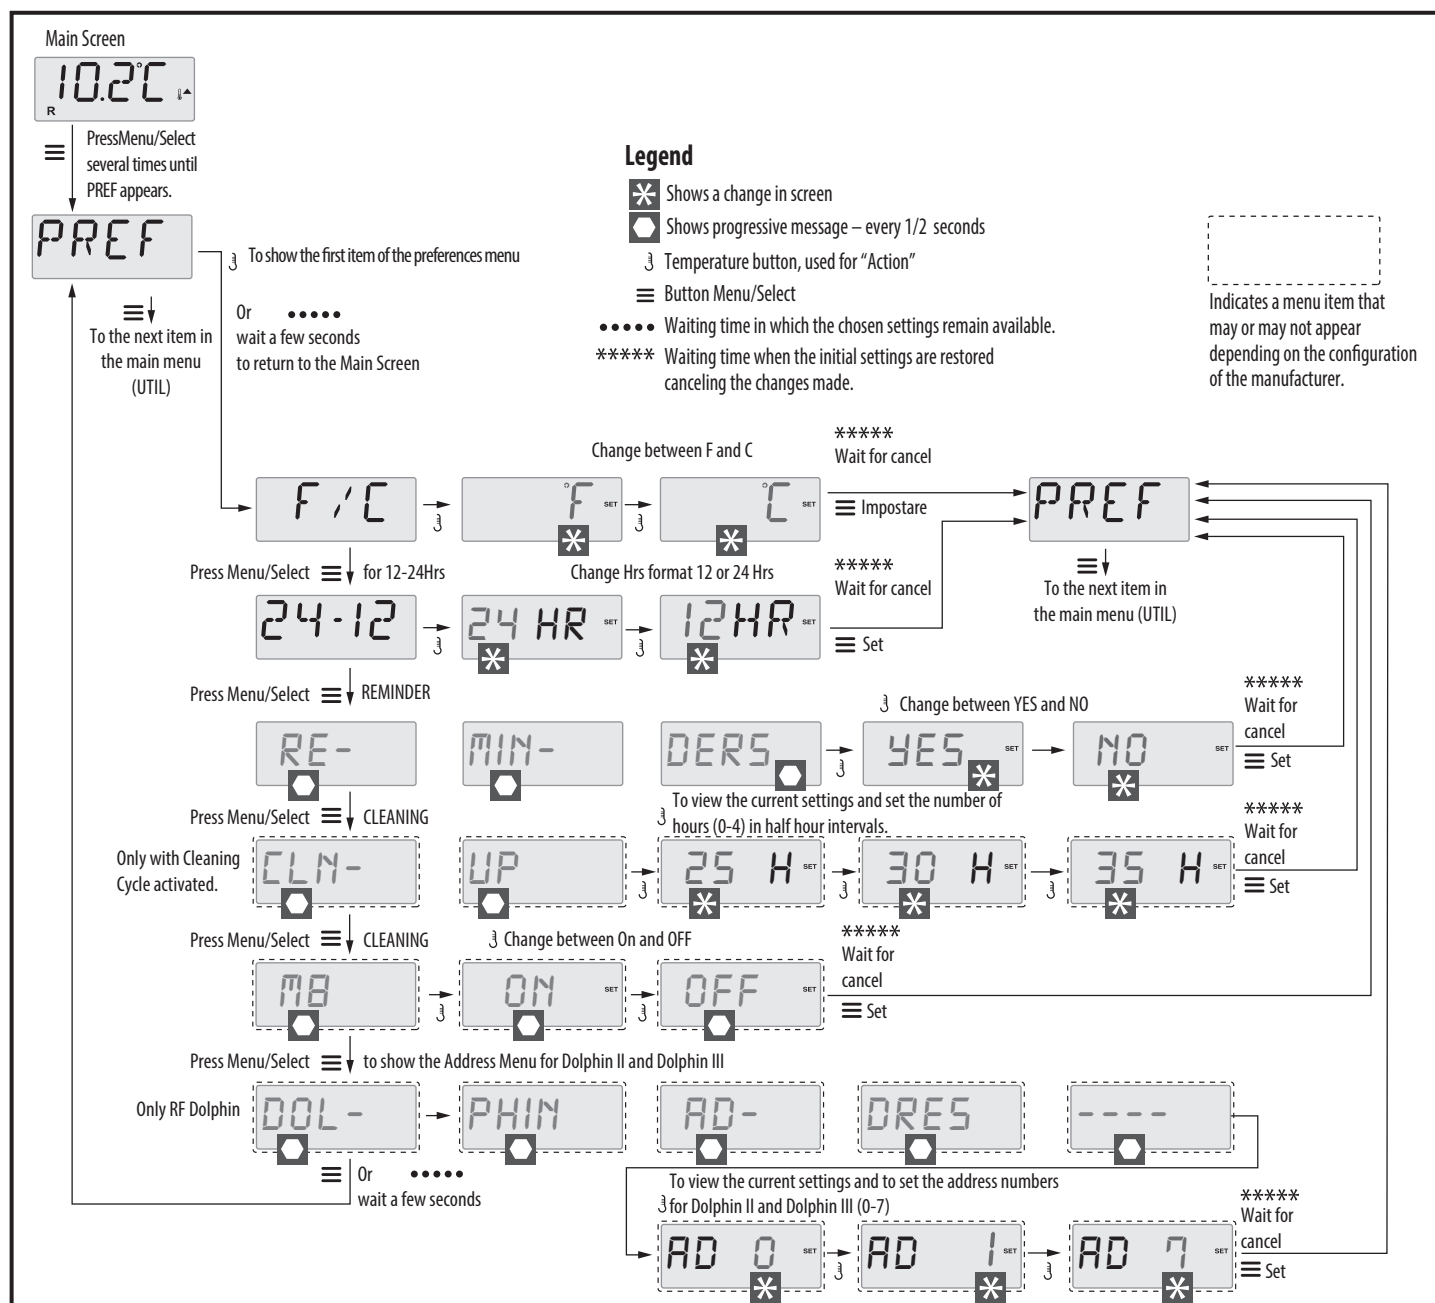 Main Screen
10.2°C
R
PressMenu/Select
several times until
PREF appears.
PREF
To show the first item of the preferences menu
Or •••••
wait a few seconds
to return to the Main Screen
To the next item in
the main menu
(UTIL)
Legend
Shows a change in screen
Shows progressive message – every 1/2 seconds
Temperature button, used for “Action”
Button Menu/Select
••••• Waiting time in which the chosen settings remain available.
***** Waiting time when the initial settings are restored
canceling the changes made.
Indicates a menu item that
may or may not appear
depending on the configuration
of the manufacturer.
Change between F and C
*****
Wait for cancel
F/C
°F SET
°C SET
Impostare
PREF
To the next item in
the main menu (UTIL)
Press Menu/Select for 12-24Hrs
Change Hrs format 12 or 24 Hrs
*****
Wait for cancel
24-12
24 HR SET
12 HR SET
Set
Press Menu/Select REMINDER
Change between YES and NO
*****
Wait for
cancel
Set
RE-
MIN-
DERS
YES SET
NO SET
Press Menu/Select CLEANING
To view the current settings and set the number of
hours (0-4) in half hour intervals.
*****
Wait for
cancel
Set
Only with Cleaning
Cycle activated.
CLN-
UP
25 H SET
30 H SET
35 H SET
Press Menu/Select CLEANING
Change between On and OFF
*****
Wait for
cancel
Set
M8
ON SET
OFF SET
Press Menu/Select to show the Address Menu for Dolphin II and Dolphin III
Only RF Dolphin
DOL-
PHIN
AD-
DRES
----
Or •••••
wait a few seconds
To view the current settings and to set the address numbers
for Dolphin II and Dolphin III (0-7)
AD 0 SET
AD 1 SET
AD 7 SET
*****
Wait for
cancel
Set